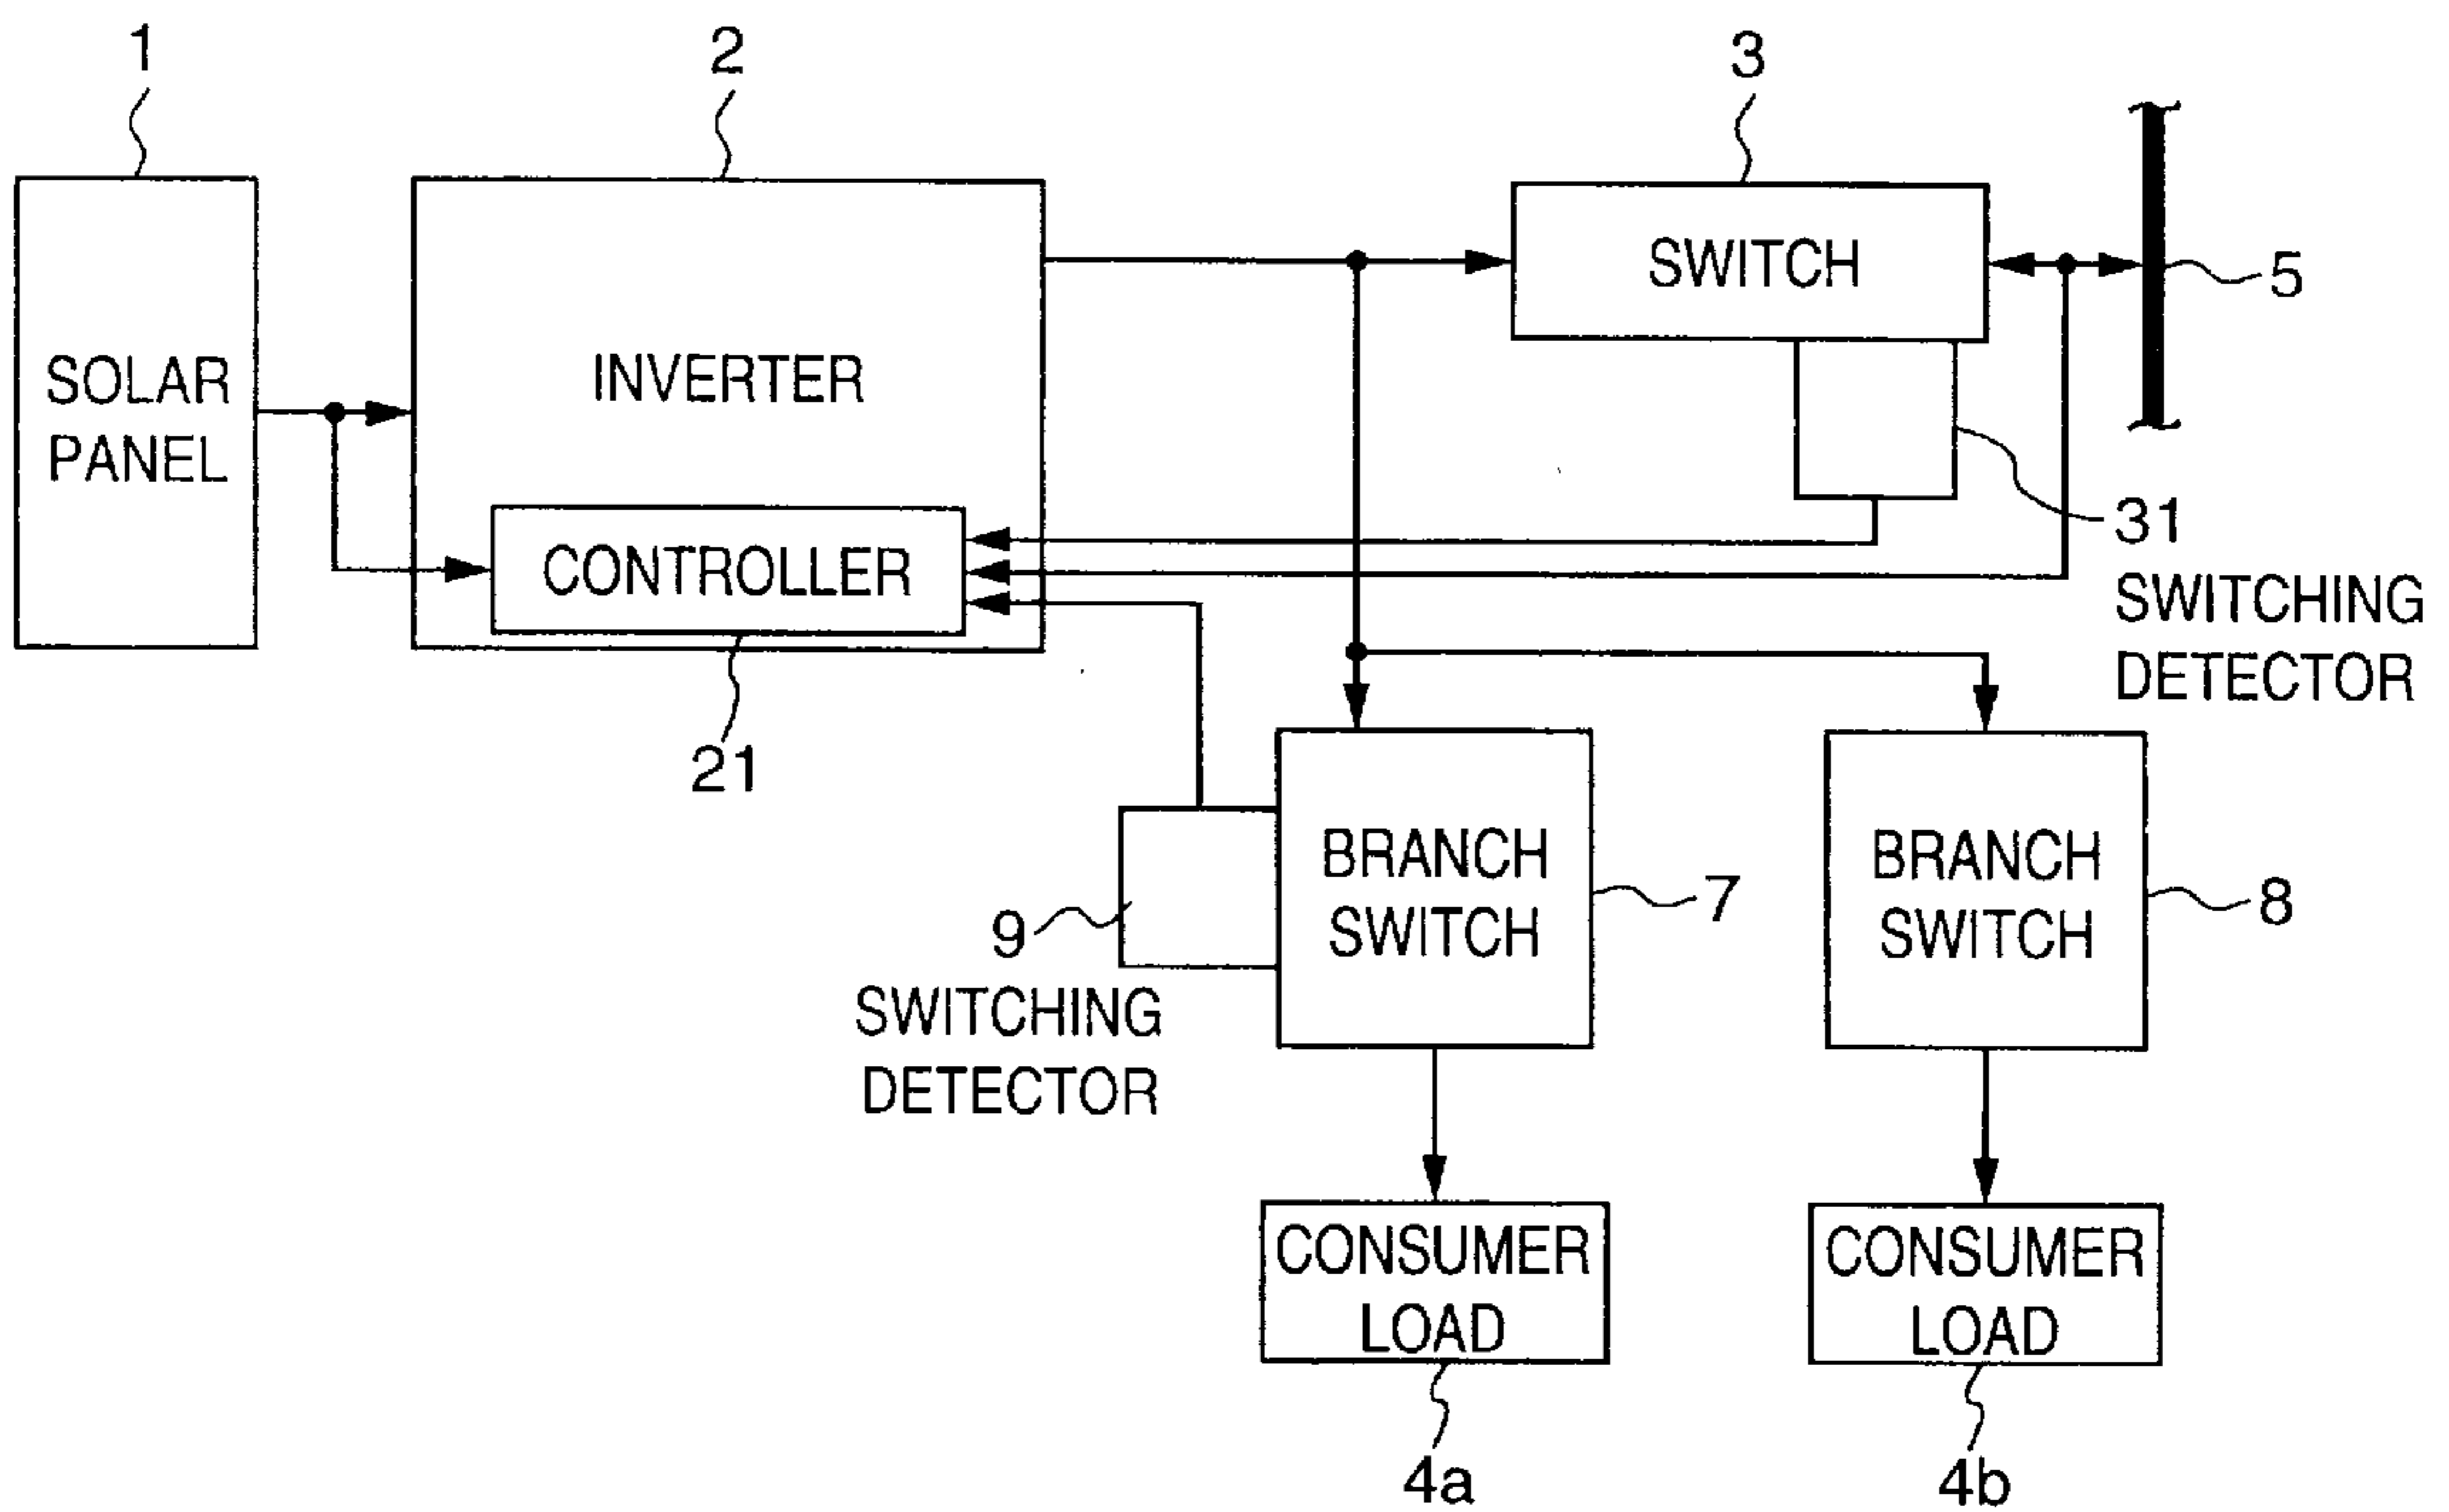 1
2
3
SOLAR
PANEL
INVERTER
SWITCH
5
CONTROLLER
31
SWITCHING
DETECTOR
21
BRANCH
SWITCH
7
BRANCH
SWITCH
8
9
SWITCHING
DETECTOR
CONSUMER
LOAD
CONSUMER
LOAD
4a
4b